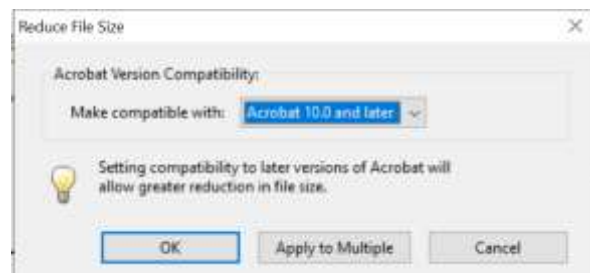 Reduce File Size
Acrobat Version Compatibility:
Make compatible with: Acrobat 10.0 and later
Setting compatibility to later versions of Acrobat will
allow greater reduction in file size.
OK Apply to Multiple Cancel